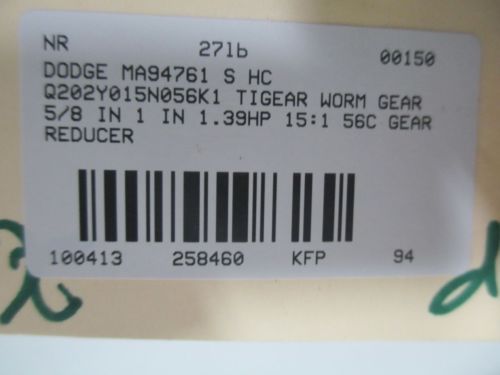 NR 27lb 00150
DODGE MA94761 S HC
Q202Y015N056K1 TIGEAR WORM GEAR
5/8 IN 1 IN 1.39HP 15:1 56C GEAR
REDUCER
100413 258460 KFP 94